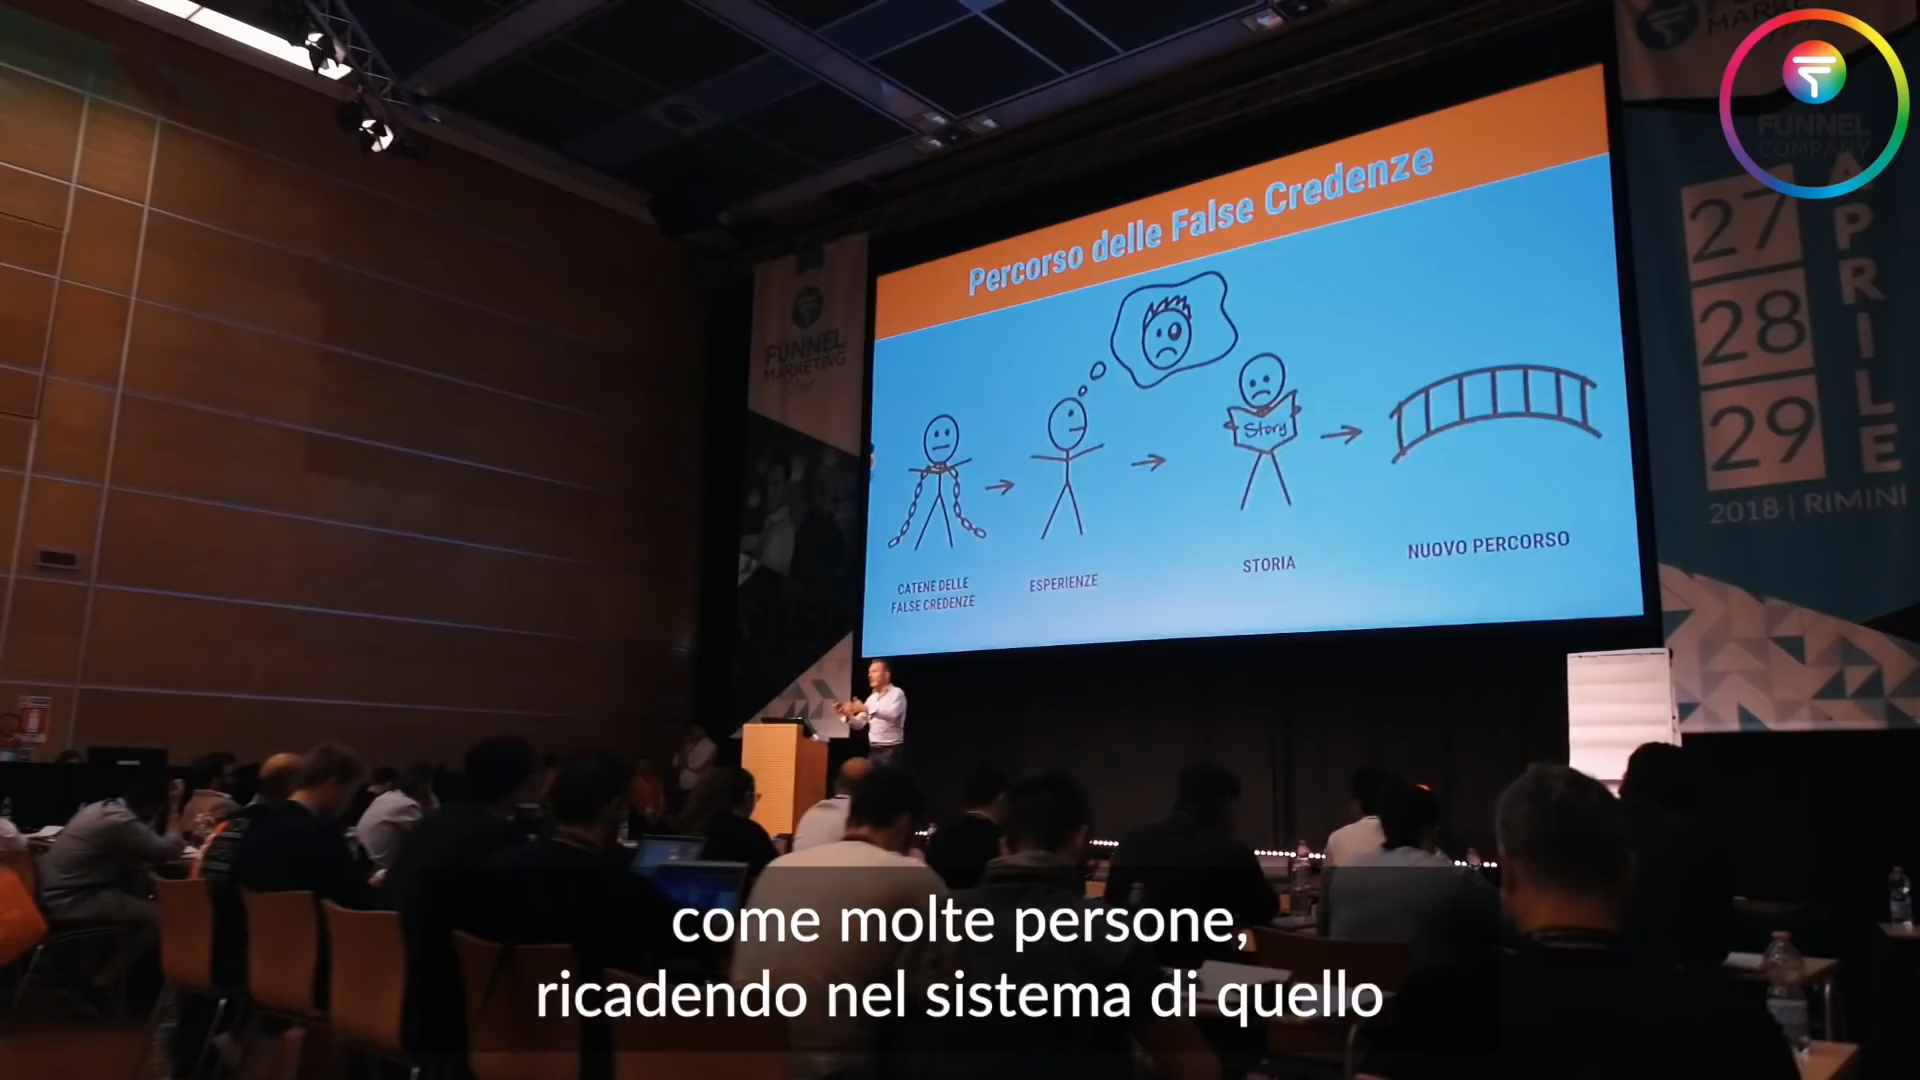 Percorso delle False Credenze
Story
CATENE DELLE
FALSE CREDENZE
ESPERIENZE
STORIA
NUOVO PERCORSO
FUNNEL
MARKETING
FUNNEL
COMPANY
27
28
29
APRILE
2018 | RIMINI
come molte persone,
ricadendo nel sistema di quello